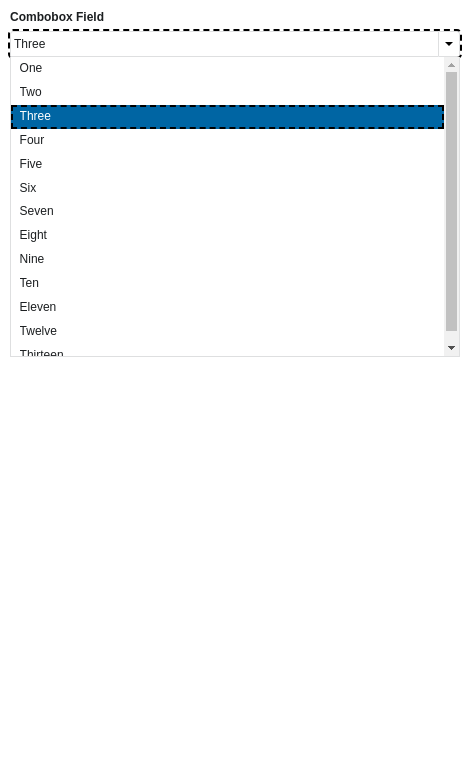 Combobox Field
Three
One
Two
Three
Four
Five
Six
Seven
Eight
Nine
Ten
Eleven
Twelve
Thirteen